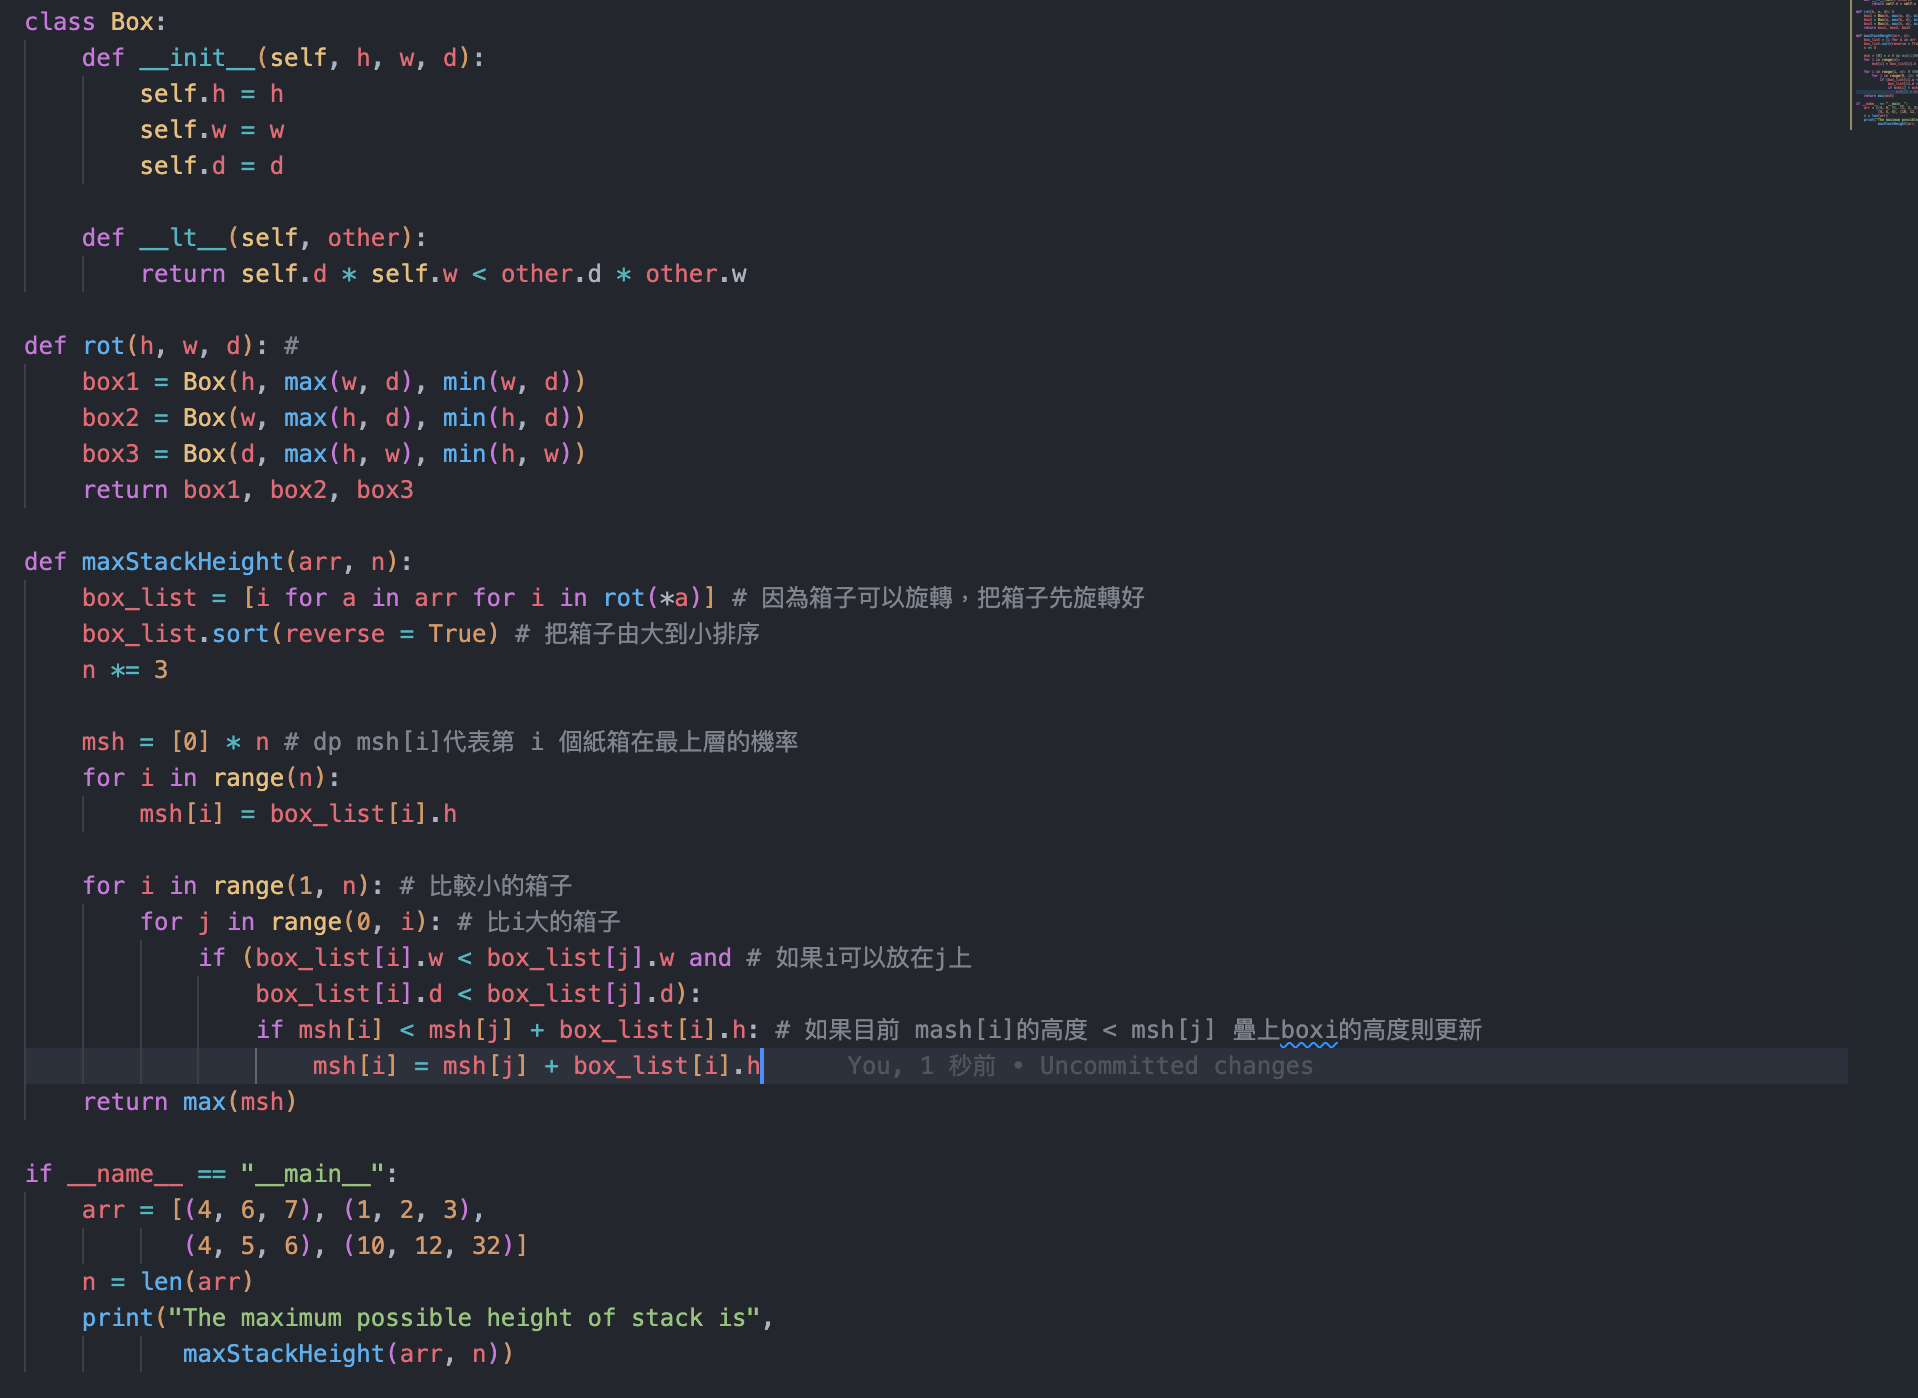 class Box:
    def __init__(self, h, w, d):
        self.h = h
        self.w = w
        self.d = d

    def __lt__(self, other):
        return self.d * self.w < other.d * other.w

def rot(h, w, d): #
    box1 = Box(h, max(w, d), min(w, d))
    box2 = Box(w, max(h, d), min(h, d))
    box3 = Box(d, max(h, w), min(h, w))
    return box1, box2, box3

def maxStackHeight(arr, n):
    box_list = [i for a in arr for i in rot(*a)] # 因為箱子可以旋轉，把箱子先旋轉好
    box_list.sort(reverse = True) # 把箱子由大到小排序
    n *= 3

    msh = [0] * n # dp msh[i]代表第 i 個紙箱在最上層的機率
    for i in range(n):
        msh[i] = box_list[i].h

    for i in range(1, n): # 比較小的箱子
        for j in range(0, i): # 比i大的箱子
            if (box_list[i].w < box_list[j].w and # 如果i可以放在j上
                box_list[i].d < box_list[j].d):
                if msh[i] < msh[j] + box_list[i].h: # 如果目前 mash[i]的高度 < msh[j] 疊上boxi的高度則更新
                    msh[i] = msh[j] + box_list[i].h      You, 1 秒前 • Uncommitted changes
    return max(msh)

if __name__ == "__main__":
    arr = [(4, 6, 7), (1, 2, 3),
           (4, 5, 6), (10, 12, 32)]
    n = len(arr)
    print("The maximum possible height of stack is",
           maxStackHeight(arr, n))